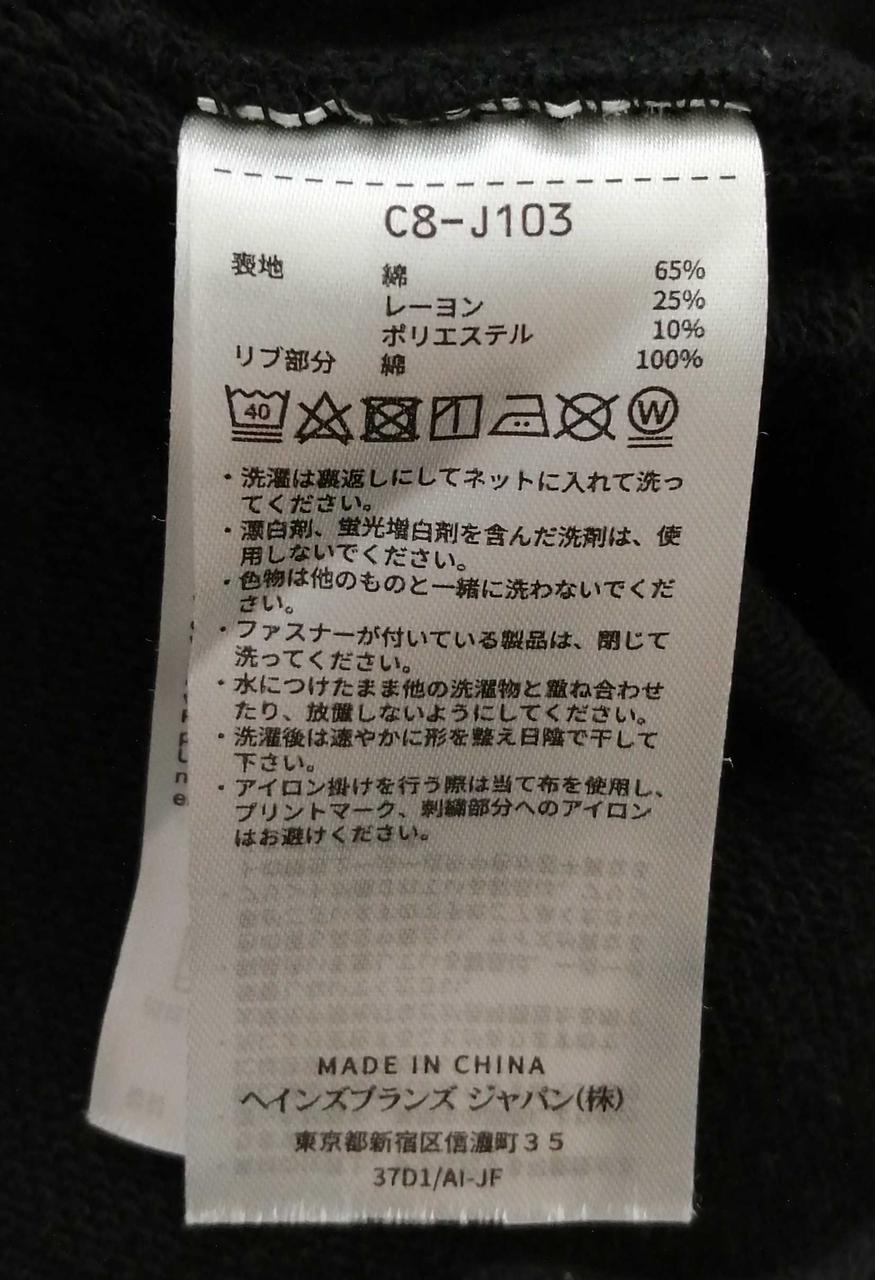 C8-J103
表地 綿 65%
レーヨン 25%
ポリエステル 10%
リブ部分 綿 100%
40 W
・洗濯は裏返しにしてネットに入れて洗っ
てください。
・漂白剤、蛍光増白剤を含んだ洗剤は、使
用しないでください。
・色物は他のものと一緒に洗わないでくだ
さい。
・ファスナーが付いている製品は、閉じて
洗ってください。
・水につけたまま他の洗濯物と重ね合わせ
たり、放置しないようにしてください。
・洗濯後は速やかに形を整え日陰で干して
下さい。
・アイロン掛けを行う際は当て布を使用し、
プリントマーク、刺繍部分へのアイロン
はお避けください。
MADE IN CHINA
ヘインズブランズ ジャパン(株)
東京都新宿区信濃町35
37D1/AI-JF